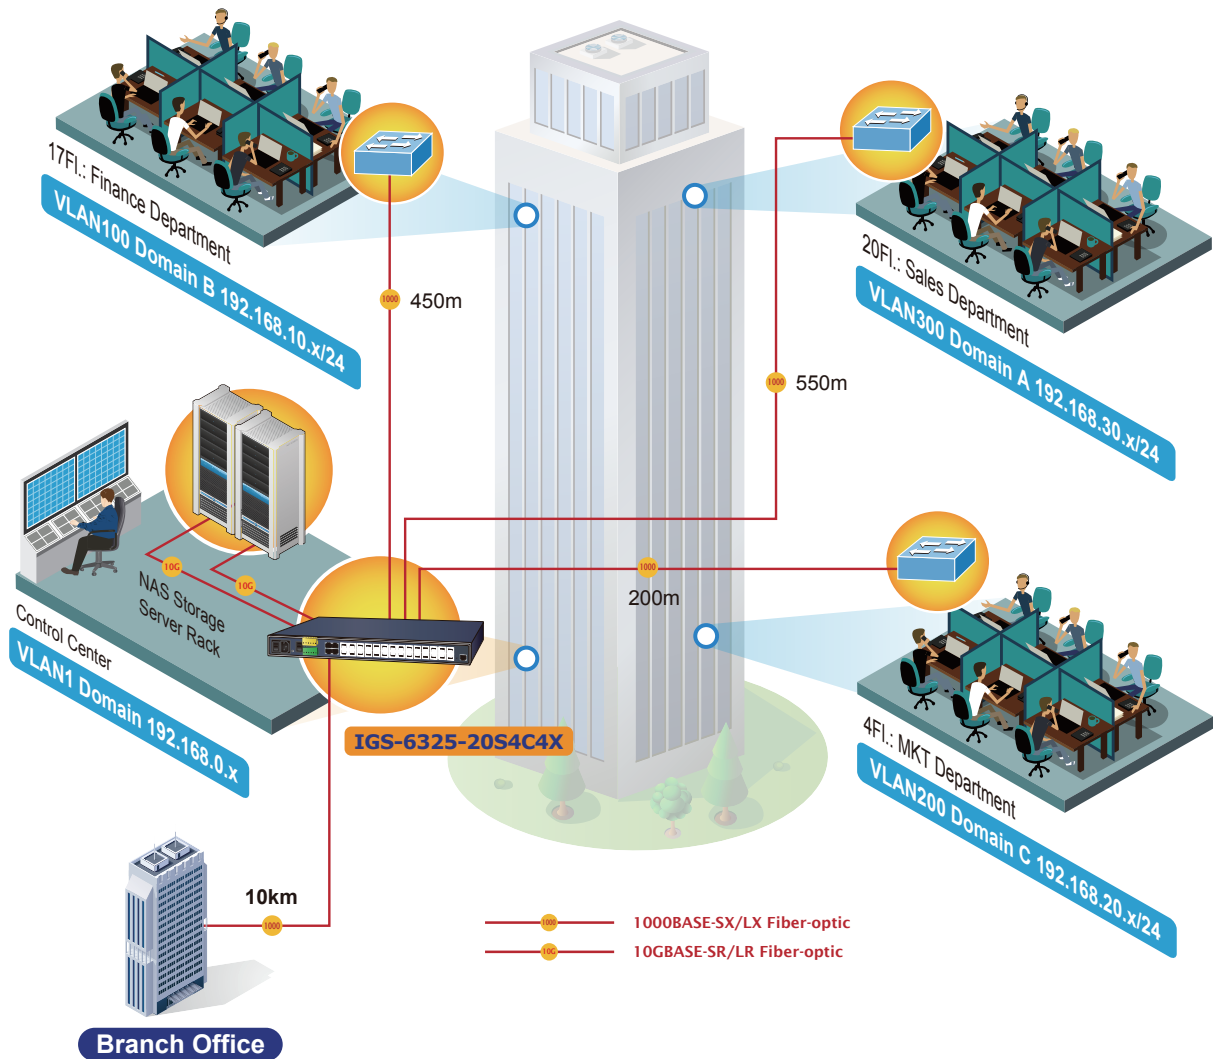 17Fl.: Finance Department
VLAN100 Domain B 192.168.10.x/24
1000
450m
20Fl.: Sales Department
VLAN300 Domain A 192.168.30.x/24
1000
550m
10G
10G
NAS Storage
Server Rack
Control Center
VLAN1 Domain 192.168.0.x
1000
200m
IGS-6325-20S4C4X
4Fl.: MKT Department
VLAN200 Domain C 192.168.20.x/24
10km
1000
1000
1000BASE-SX/LX Fiber-optic
10G
10GBASE-SR/LR Fiber-optic
Branch Office